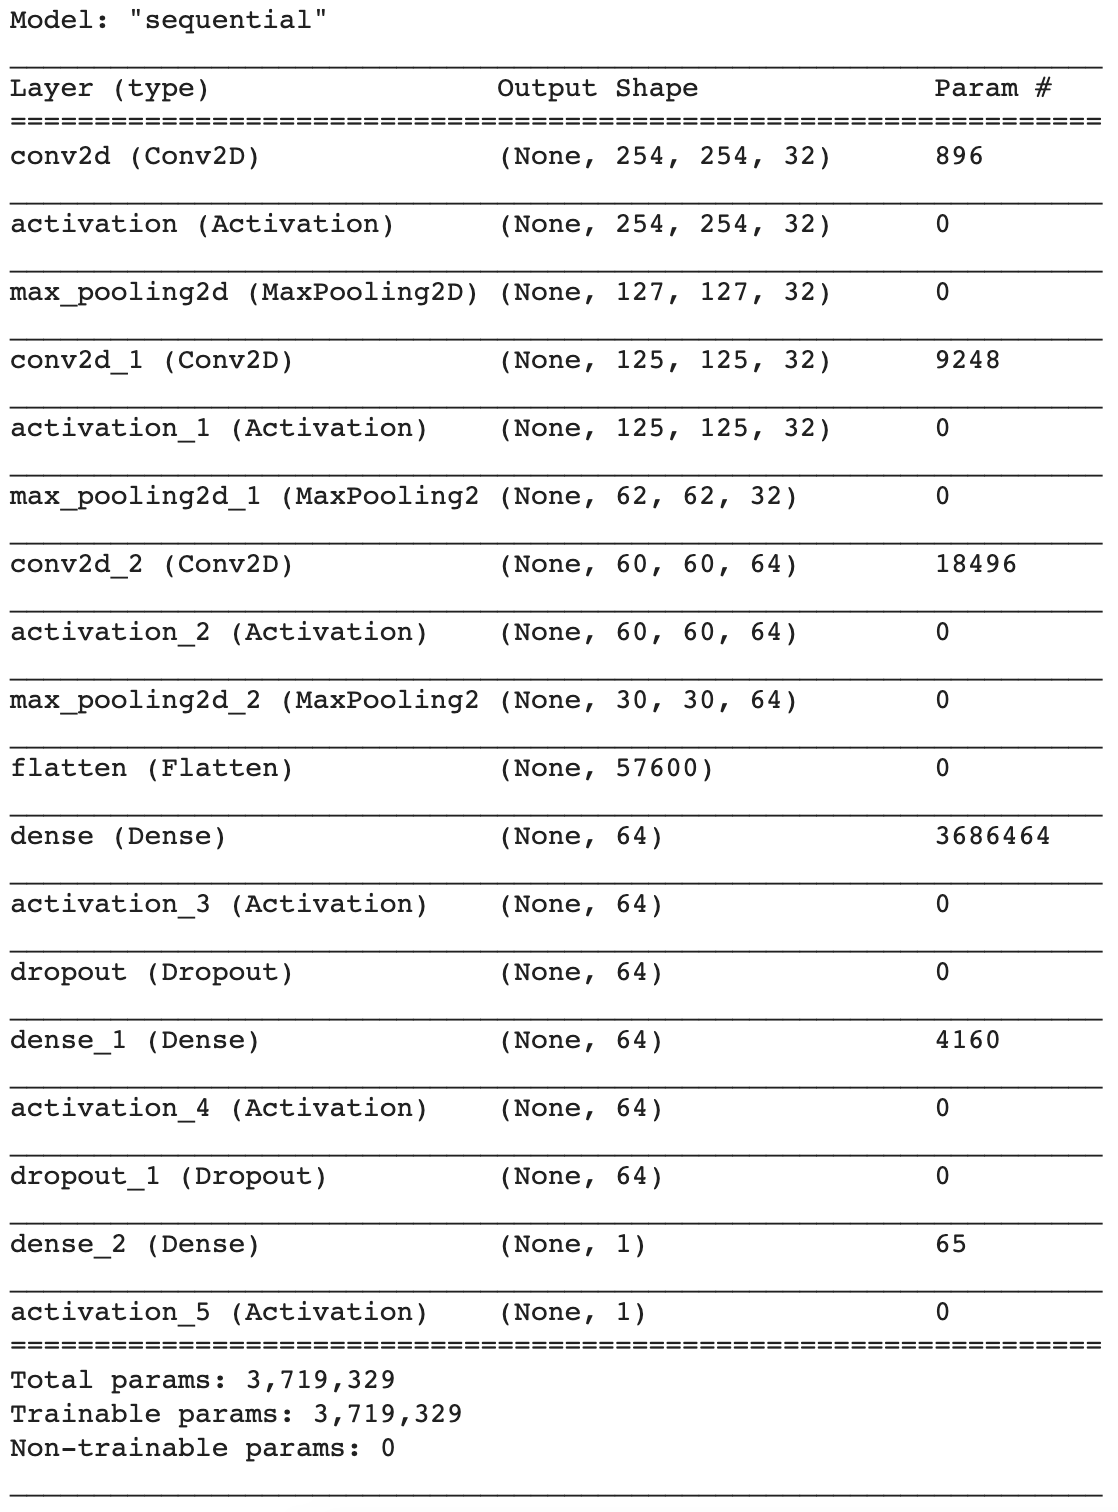 Model: "sequential"
Layer (type) Output Shape Param #
=================================================================
conv2d (Conv2D) (None, 254, 254, 32) 896
activation (Activation) (None, 254, 254, 32) 0
max_pooling2d (MaxPooling2D) (None, 127, 127, 32) 0
conv2d_1 (Conv2D) (None, 125, 125, 32) 9248
activation_1 (Activation) (None, 125, 125, 32) 0
max_pooling2d_1 (MaxPooling2 (None, 62, 62, 32) 0
conv2d_2 (Conv2D) (None, 60, 60, 64) 18496
activation_2 (Activation) (None, 60, 60, 64) 0
max_pooling2d_2 (MaxPooling2 (None, 30, 30, 64) 0
flatten (Flatten) (None, 57600) 0
dense (Dense) (None, 64) 3686464
activation_3 (Activation) (None, 64) 0
dropout (Dropout) (None, 64) 0
dense_1 (Dense) (None, 64) 4160
activation_4 (Activation) (None, 64) 0
dropout_1 (Dropout) (None, 64) 0
dense_2 (Dense) (None, 1) 65
activation_5 (Activation) (None, 1) 0
=================================================================
Total params: 3,719,329
Trainable params: 3,719,329
Non-trainable params: 0